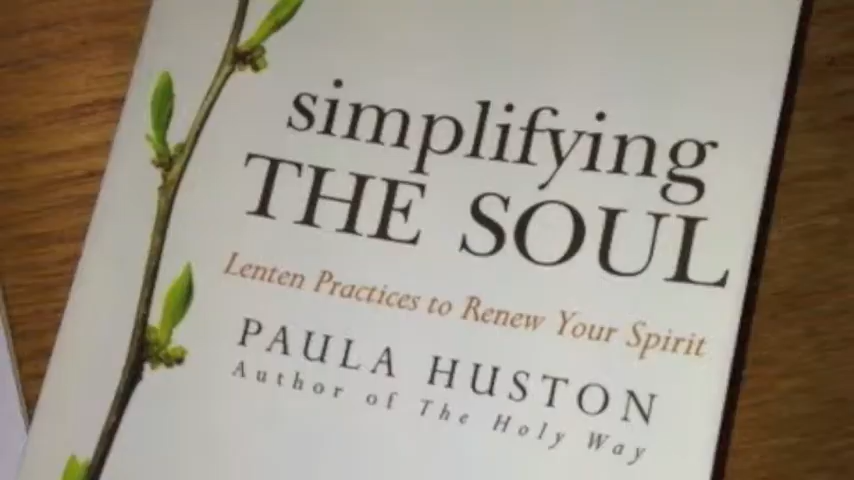 simplifying
THE SOUL
Lenten Practices to Renew Your Spirit
PAULA HUSTON
Author of The Holy Way